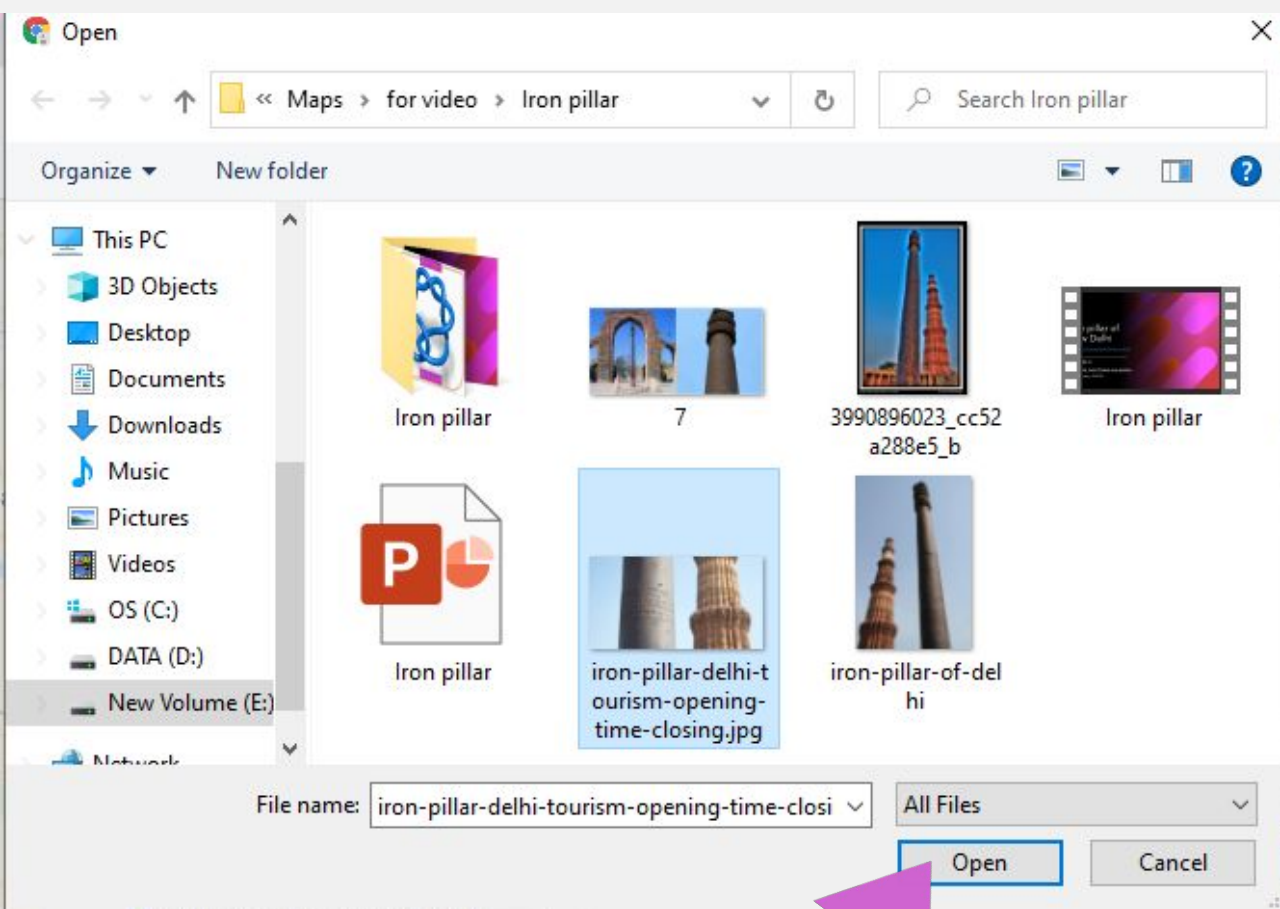 Open
« Maps > for video > Iron pillar
Search Iron pillar
Organize
New folder
This PC
3D Objects
Desktop
Documents
Downloads
Music
Pictures
Videos
OS (C:)
DATA (D:)
New Volume (E:)
Network
Iron pillar
7
3990896023_cc52
a288e5_b
Iron pillar
Iron pillar
iron-pillar-delhi-t
ourism-opening-
time-closing.jpg
iron-pillar-of-del
hi
P
File name: iron-pillar-delhi-tourism-opening-time-closi
All Files
Open
Cancel